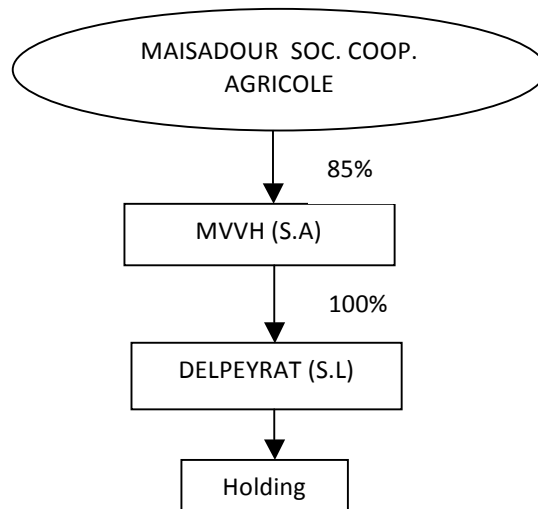 MAISADOUR SOC. COOP.
AGRICOLE
85%
MVVH (S.A)
100%
DELPEYRAT (S.L)
Holding